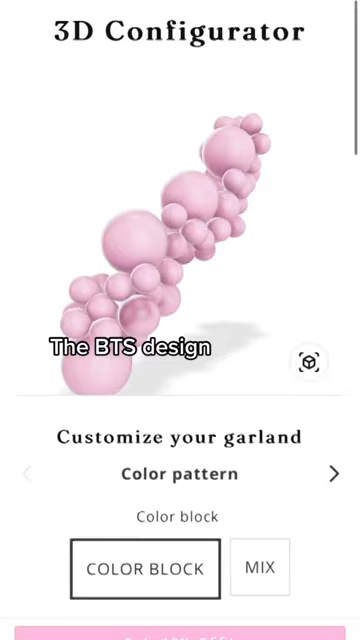 3D Configurator
The BTS design
Customize your garland
Color pattern
Color block
COLOR BLOCK
MIX